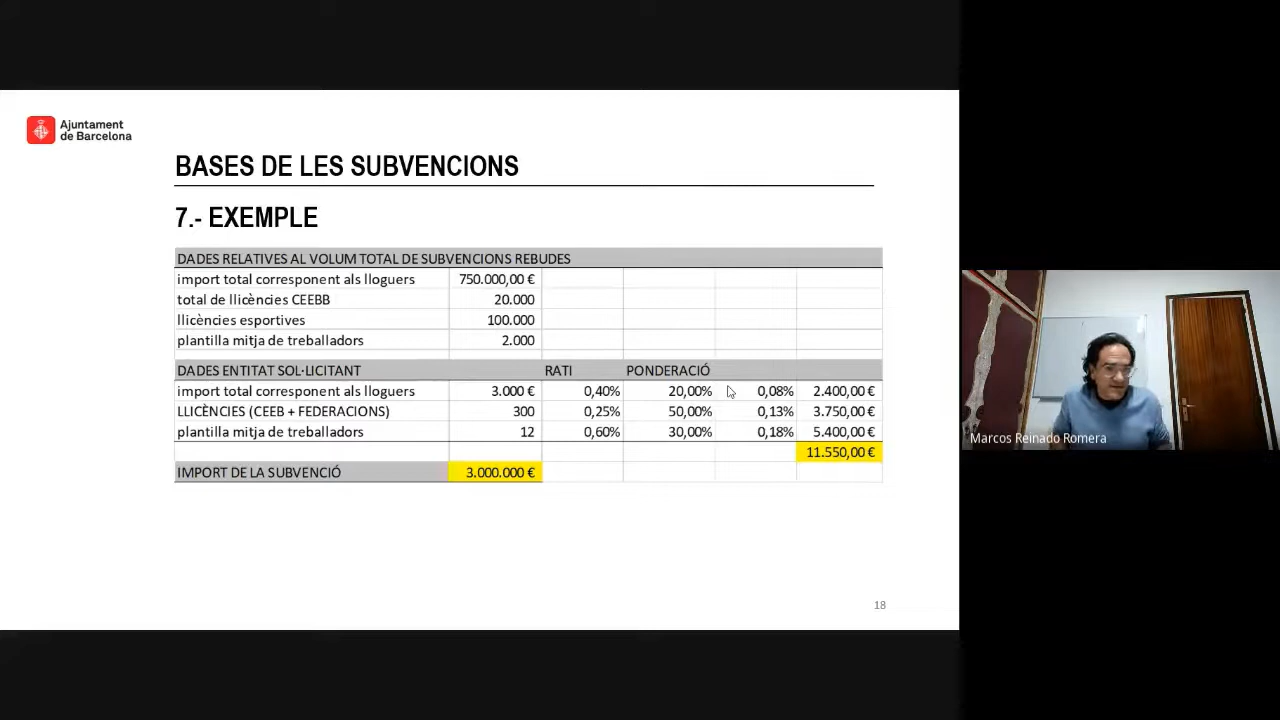 Ajuntament
de Barcelona
BASES DE LES SUBVENCIONS
7.- EXEMPLE
DADES RELATIVES AL VOLUM TOTAL DE SUBVENCIONS REBUDES
import total corresponent als lloguers 750.000,00 €
total de llicències CEEBB 20.000
llicències esportives 100.000
plantilla mitja de treballadors 2.000
DADES ENTITAT SOL·LICITANT RATI PONDERACIÓ
import total corresponent als lloguers 3.000 € 0,40% 20,00% 0,08% 2.400,00 €
LLICÈNCIES (CEEB + FEDERACIONS) 300 0,25% 50,00% 0,13% 3.750,00 €
plantilla mitja de treballadors 12 0,60% 30,00% 0,18% 5.400,00 €
11.550,00 €
IMPORT DE LA SUBVENCIÓ 3.000.000 €
18
Marcos Reinado Romera